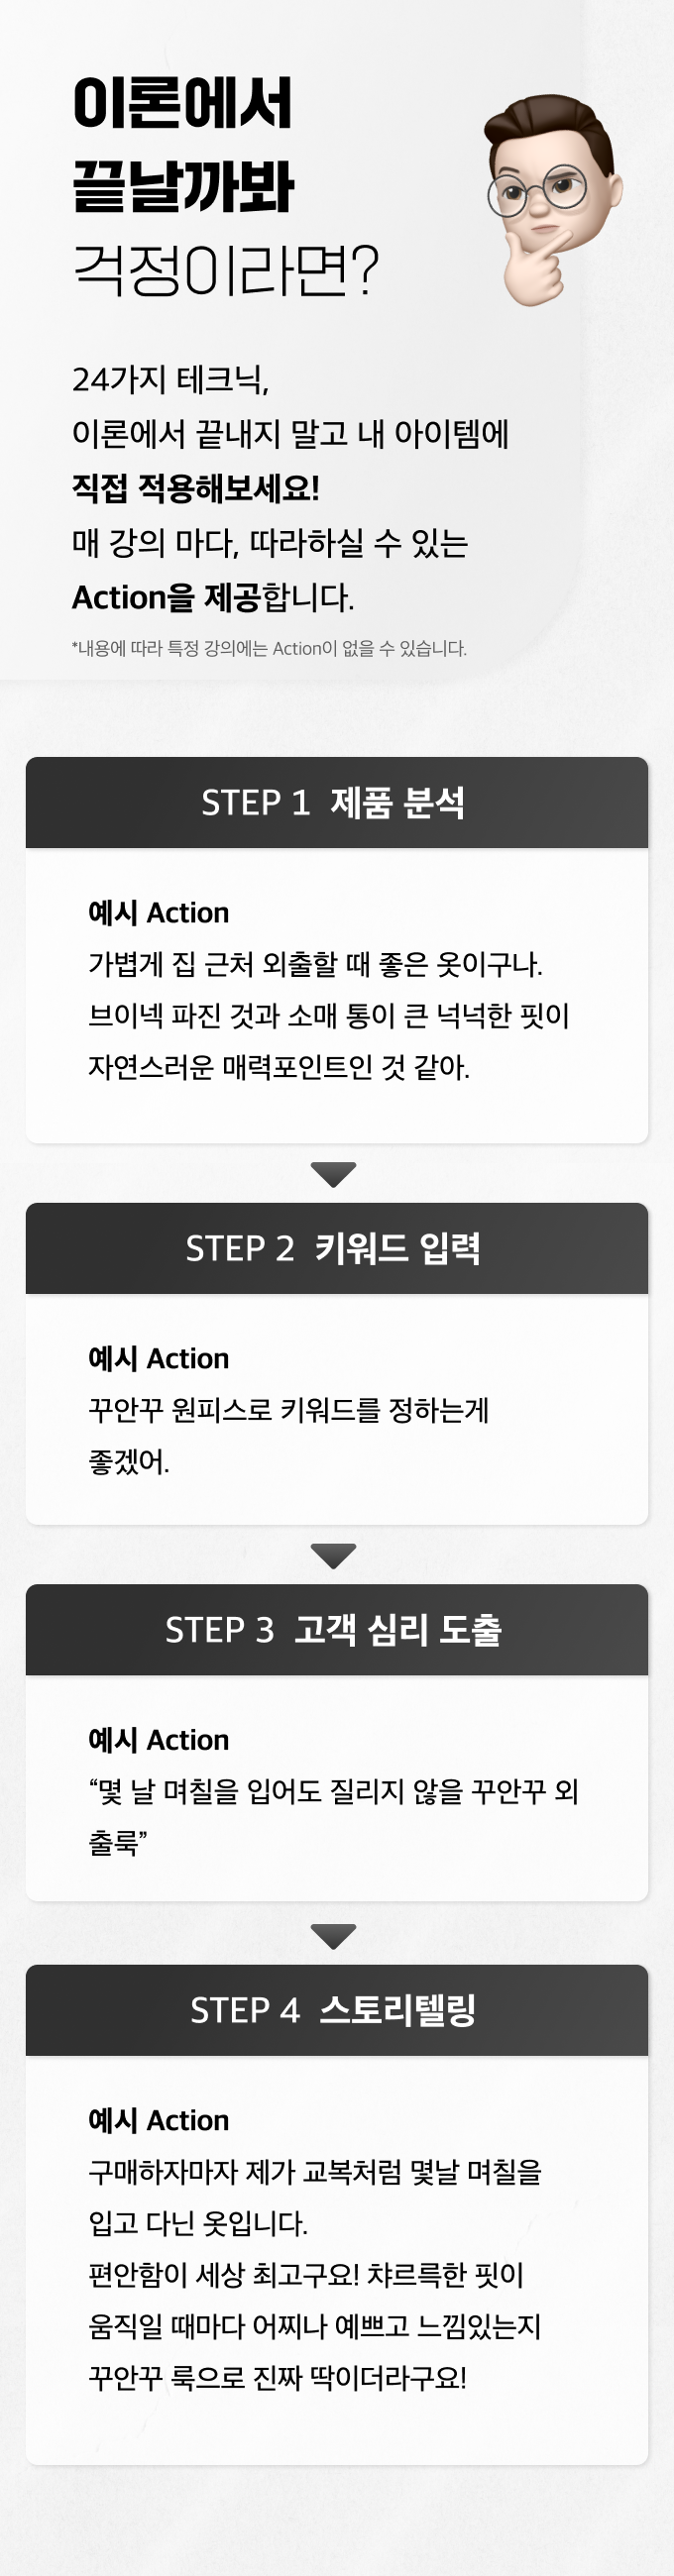 이론에서
끝날까봐
걱정이라면?
24가지 테크닉,
이론에서 끝내지 말고 내 아이템에
직접 적용해보세요!
매 강의 마다, 따라하실 수 있는
Action을 제공합니다.
*내용에 따라 특정 강의에는 Action이 없을 수 있습니다.
STEP 1 제품 분석
예시 Action
가볍게 집 근처 외출할 때 좋은 옷이구나.
브이넥 파진 것과 소매 통이 큰 넉넉한 핏이
자연스러운 매력포인트인 것 같아.
STEP 2 키워드 입력
예시 Action
꾸안꾸 원피스로 키워드를 정하는게
좋겠어.
STEP 3 고객 심리 도출
예시 Action
“몇 날 며칠을 입어도 질리지 않을 꾸안꾸 외
출룩”
STEP 4 스토리텔링
예시 Action
구매하자마자 제가 교복처럼 몇날 며칠을
입고 다닌 옷입니다.
편안함이 세상 최고구요! 챠르륵한 핏이
움직일 때마다 어찌나 예쁘고 느낌있는지
꾸안꾸 룩으로 진짜 딱이더라구요!